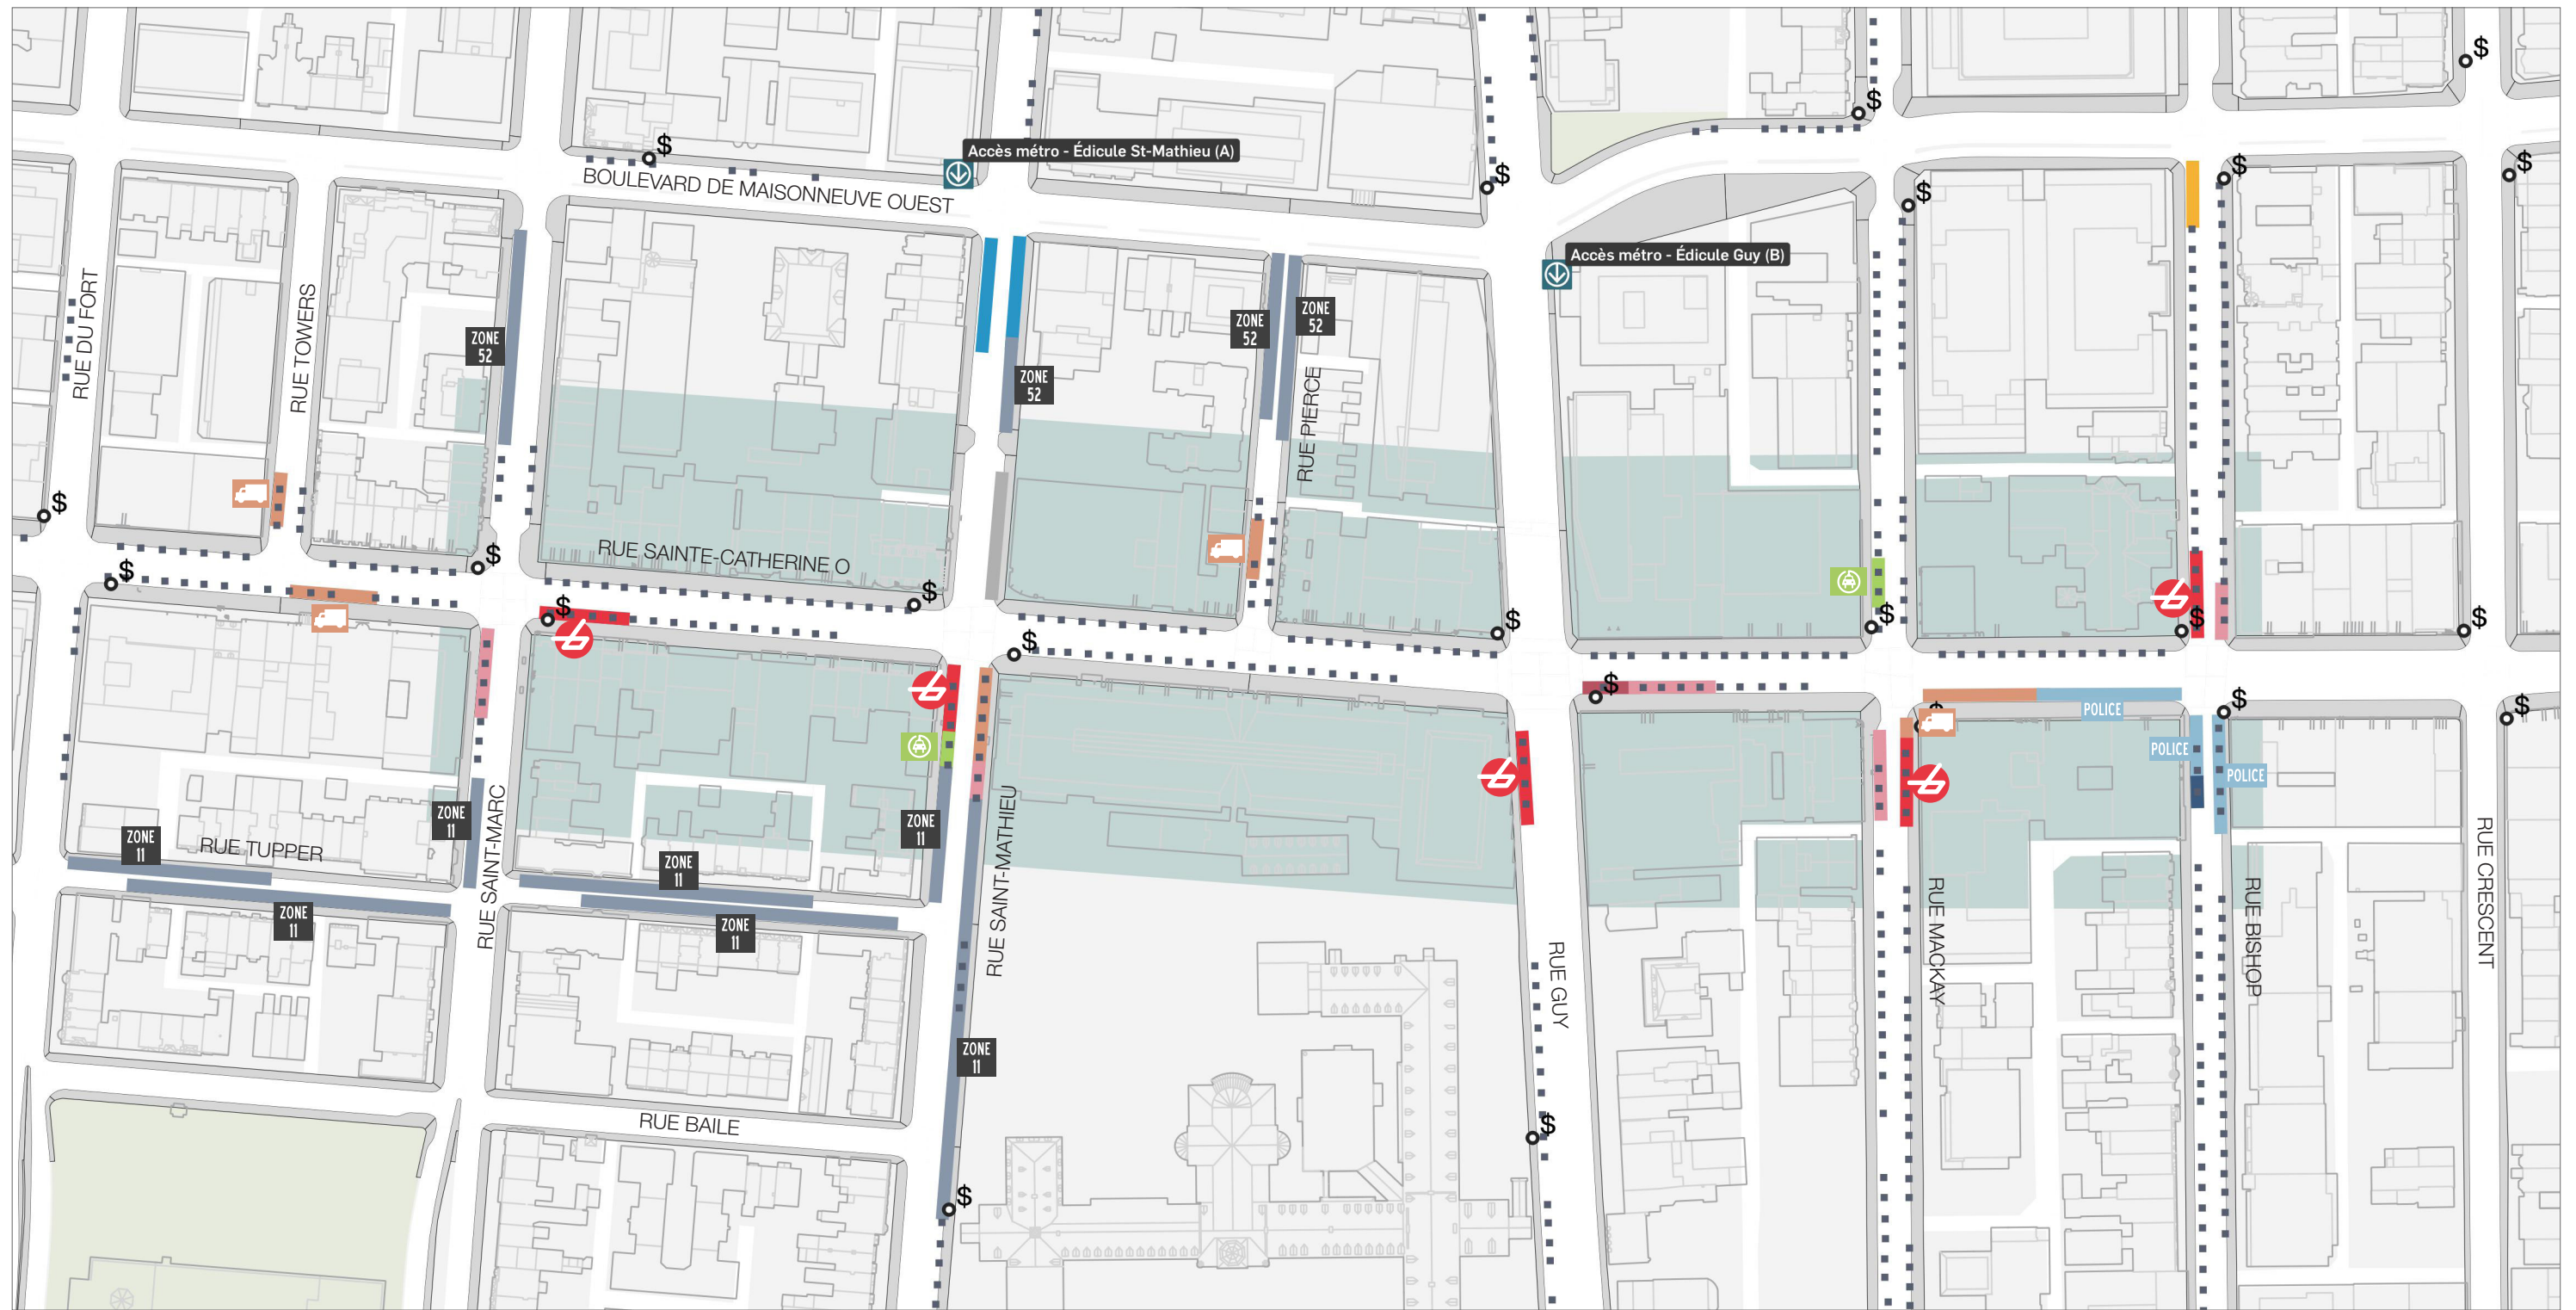 $
$
$
Accès métro - Édicule St-Mathieu (A)
$
$
$
$
$
BOULEVARD DE MAISONNEUVE OUEST
Accès métro - Édicule Guy (B)
RUE DU FORT
RUE TOWERS
ZONE
52
ZONE
52
ZONE
52
ZONE
52
RUE PIERCE
$
$
RUE SAINTE-CATHERINE O
$
$
$
$
$
$
$
$
$
$
$
$
$
POLICE
POLICE
POLICE
ZONE
11
RUE TUPPER
ZONE
11
RUE SAINT-MARC
ZONE
11
ZONE
11
RUE SAINT-MATHIEU
ZONE
11
ZONE
11
RUE GUY
RUE MACKAY
RUE BISHOP
RUE CRESCENT
ZONE
11
RUE BAILE
$
$